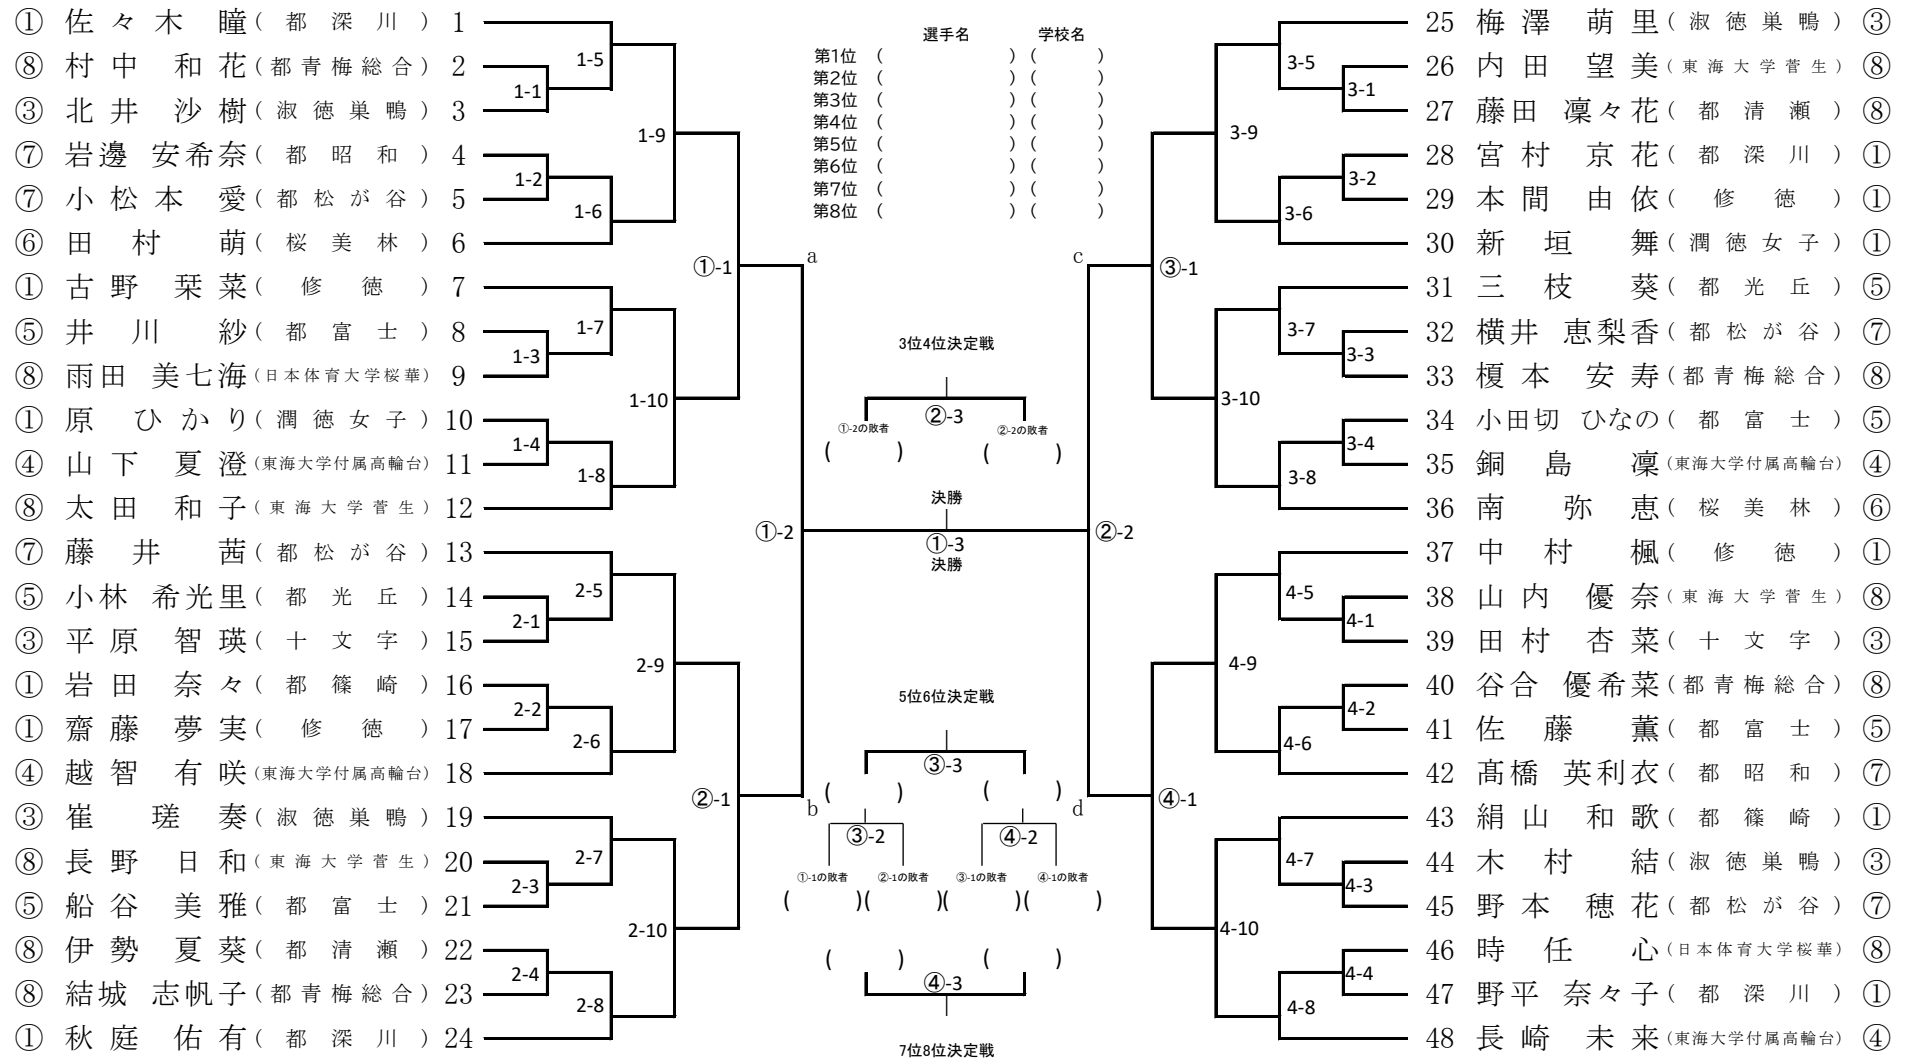 ① 佐々木 瞳 ( 都 深 川 ) 1
⑧ 村中 和花 ( 都青梅総合 ) 2
③ 北井 沙樹 ( 淑徳巣鴨 ) 3
⑦ 岩邊 安希奈 ( 都 昭 和 ) 4
⑦ 小松本 愛 ( 都松が谷 ) 5
⑥ 田村 萌 ( 桜 美 林 ) 6
① 古野 栞菜 ( 修 徳 ) 7
⑤ 井川 紗 ( 都 富 士 ) 8
⑧ 雨田 美七海 (日本体育大学桜華) 9
① 原 ひかり ( 潤徳女子 ) 10
④ 山下 夏澄 (東海大学付属高輪台) 11
⑧ 太田 和子 ( 東海大学菅生 ) 12
⑦ 藤井 茜 ( 都松が谷 ) 13
⑤ 小林 希光里 ( 都 光 丘 ) 14
③ 平原 智瑛 ( 十 文 字 ) 15
① 岩田 奈々 ( 都 篠 崎 ) 16
① 齋藤 夢実 ( 修 徳 ) 17
④ 越智 有咲 (東海大学付属高輪台) 18
③ 崔 瑳奏 ( 淑徳巣鴨 ) 19
⑧ 長野 日和 ( 東海大学菅生 ) 20
⑤ 船谷 美雅 ( 都 富 士 ) 21
⑧ 伊勢 夏葵 ( 都 清 瀬 ) 22
⑧ 結城 志帆子 ( 都青梅総合 ) 23
① 秋庭 佑有 ( 都 深 川 ) 24
1-1
1-2
1-3
1-4
1-5
1-6
1-7
1-8
1-9
1-10
①-1
2-1
2-2
2-3
2-4
2-5
2-6
2-7
2-8
2-9
2-10
②-1
a
b
①-2
選手名 学校名
第1位 ( ) ( )
第2位 ( ) ( )
第3位 ( ) ( )
第4位 ( ) ( )
第5位 ( ) ( )
第6位 ( ) ( )
第7位 ( ) ( )
第8位 ( ) ( )
3位4位決定戦
②-3
①-2の敗者 ②-2の敗者
( ) ( )
決勝
①-3
決勝
5位6位決定戦
③-3
( ) ( )
③-2 ④-2
①-1の敗者 ②-1の敗者 ③-1の敗者 ④-1の敗者
( )( )( )( )
( ) ( )
④-3
7位8位決定戦
c
d
②-2
③-1
3-9
3-10
3-5
3-6
3-7
3-8
3-1
3-2
3-3
3-4
④-1
4-9
4-10
4-5
4-6
4-7
4-8
4-1
4-2
4-3
4-4
25 梅澤 萌里 ( 淑徳巣鴨 ) ③
26 内田 望美 ( 東海大学菅生 ) ⑧
27 藤田 凜々花 ( 都 清 瀬 ) ⑧
28 宮村 京花 ( 都 深 川 ) ①
29 本間 由依 ( 修 徳 ) ①
30 新垣 舞 ( 潤徳女子 ) ①
31 三枝 葵 ( 都 光 丘 ) ⑤
32 横井 恵梨香 ( 都松が谷 ) ⑦
33 榎本 安寿 ( 都青梅総合 ) ⑧
34 小田切 ひなの ( 都 富 士 ) ⑤
35 銅島 凜 (東海大学付属高輪台) ④
36 南 弥恵 ( 桜 美 林 ) ⑥
37 中村 楓 ( 修 徳 ) ①
38 山内 優奈 ( 東海大学菅生 ) ⑧
39 田村 杏菜 ( 十 文 字 ) ③
40 谷合 優希菜 ( 都青梅総合 ) ⑧
41 佐藤 薫 ( 都 富 士 ) ⑤
42 髙橋 英利衣 ( 都 昭 和 ) ⑦
43 絹山 和歌 ( 都 篠 崎 ) ①
44 木村 結 ( 淑徳巣鴨 ) ③
45 野本 穂花 ( 都松が谷 ) ⑦
46 時任 心 (日本体育大学桜華) ⑧
47 野平 奈々子 ( 都 深 川 ) ①
48 長崎 未来 (東海大学付属高輪台) ④